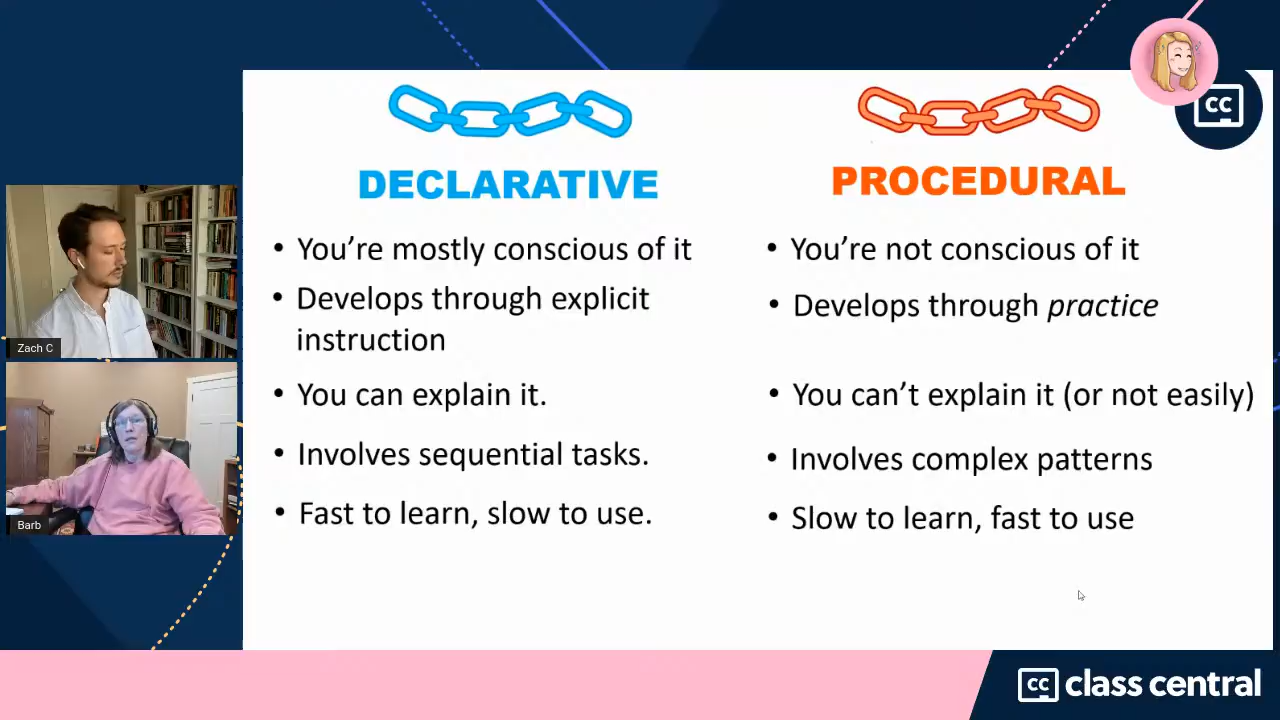 DECLARATIVE
• You're mostly conscious of it
• Develops through explicit
instruction
• You can explain it.
• Involves sequential tasks.
• Fast to learn, slow to use.
PROCEDURAL
• You're not conscious of it
• Develops through practice
• You can't explain it (or not easily)
• Involves complex patterns
• Slow to learn, fast to use
CC
Zach C
Barb
CC class central